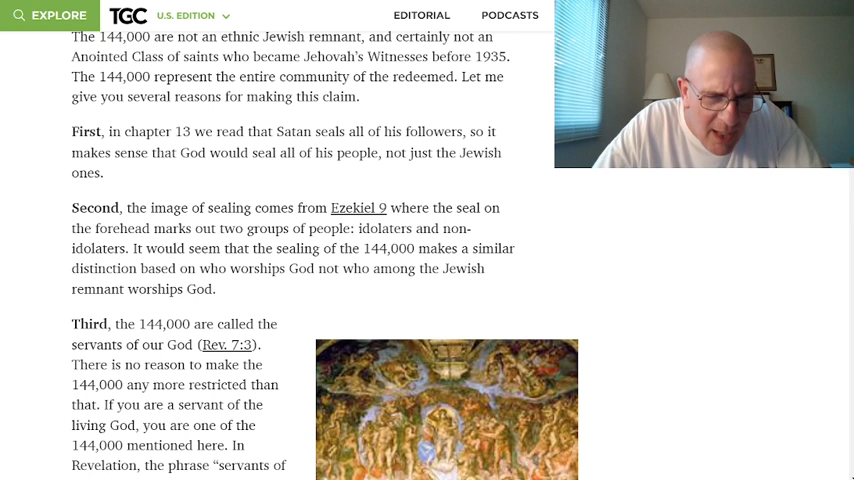 EXPLORE
TGC
U.S. EDITION
EDITORIAL
PODCASTS
The 144,000 are not an ethnic Jewish remnant, and certainly not an
Anointed Class of saints who became Jehovah's Witnesses before 1935.
The 144,000 represent the entire community of the redeemed. Let me
give you several reasons for making this claim.
First, in chapter 13 we read that Satan seals all of his followers, so it
makes sense that God would seal all of his people, not just the Jewish
ones.
Second, the image of sealing comes from Ezekiel 9 where the seal on
the forehead marks out two groups of people: idolaters and non-
idolaters. It would seem that the sealing of the 144,000 makes a similar
distinction based on who worships God not who among the Jewish
remnant worships God.
Third, the 144,000 are called the
servants of our God (Rev. 7:3).
There is no reason to make the
144,000 any more restricted than
that. If you are a servant of the
living God, you are one of the
144,000 mentioned here. In
Revelation, the phrase “servants of